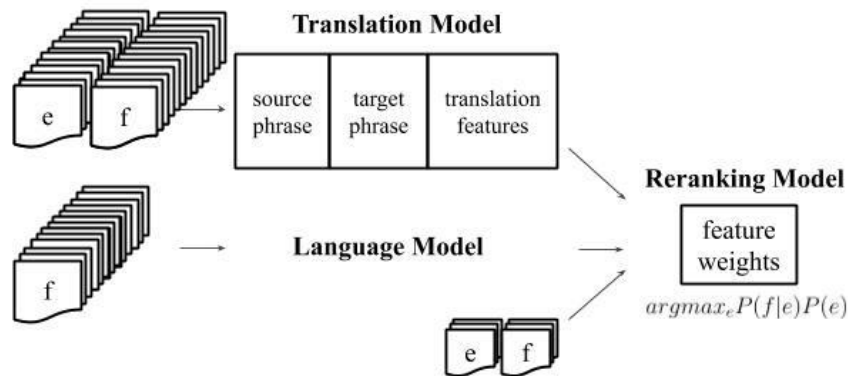 Translation Model
e f
source phrase
target phrase
translation features
Reranking Model
feature weights
argmax_e P(f|e)P(e)
f
Language Model
e f